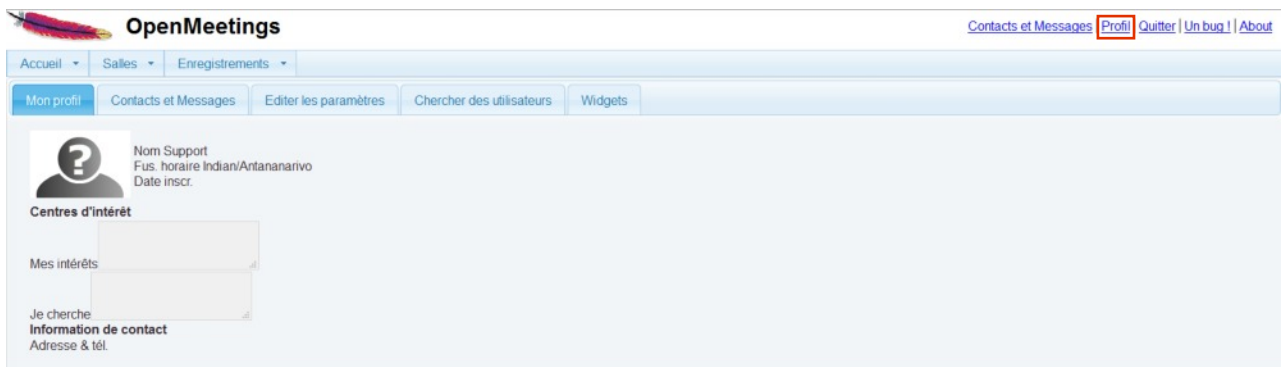 OpenMeetings
Contacts et Messages Profil Quitter | Un bug ! | About
Accueil Salles Enregistrements
Mon profil Contacts et Messages Editer les paramètres Chercher des utilisateurs Widgets
Nom Support
Fus. horaire Indian/Antananarivo
Date inscr.
Centres d'intérêt
Mes intérêts
Je cherche
Information de contact
Adresse & tél.